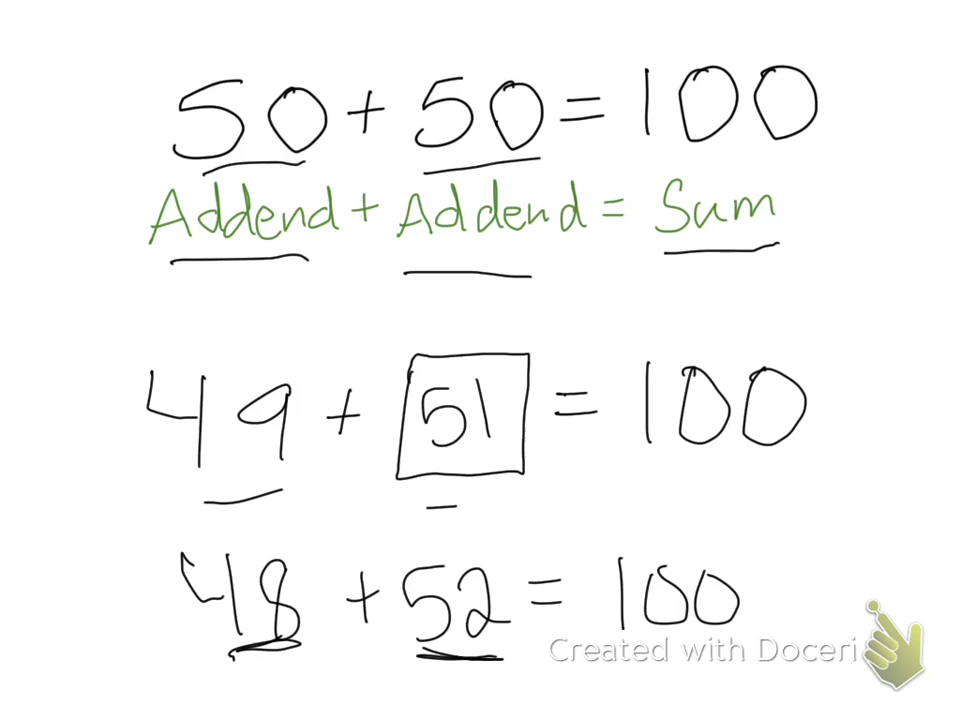 50 + 50 = 100
Addend + Addend = Sum
49 + 51 = 100
48 + 52 = 100
Created with Doceri